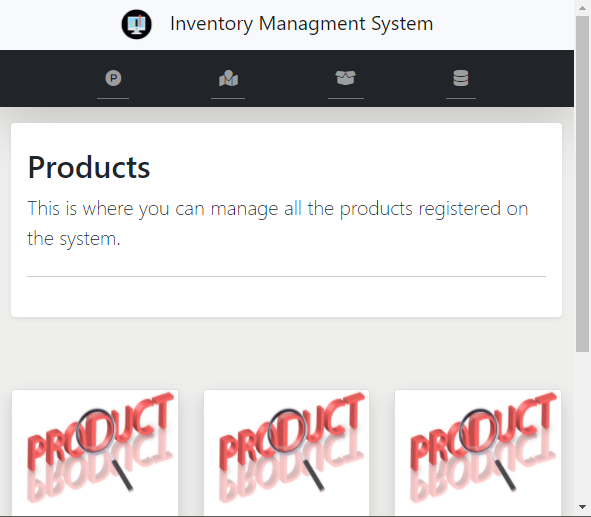 Inventory Managment System
P
Products
This is where you can manage all the products registered on
the system.
PRODUCT
PRODUCT
PRODUCT